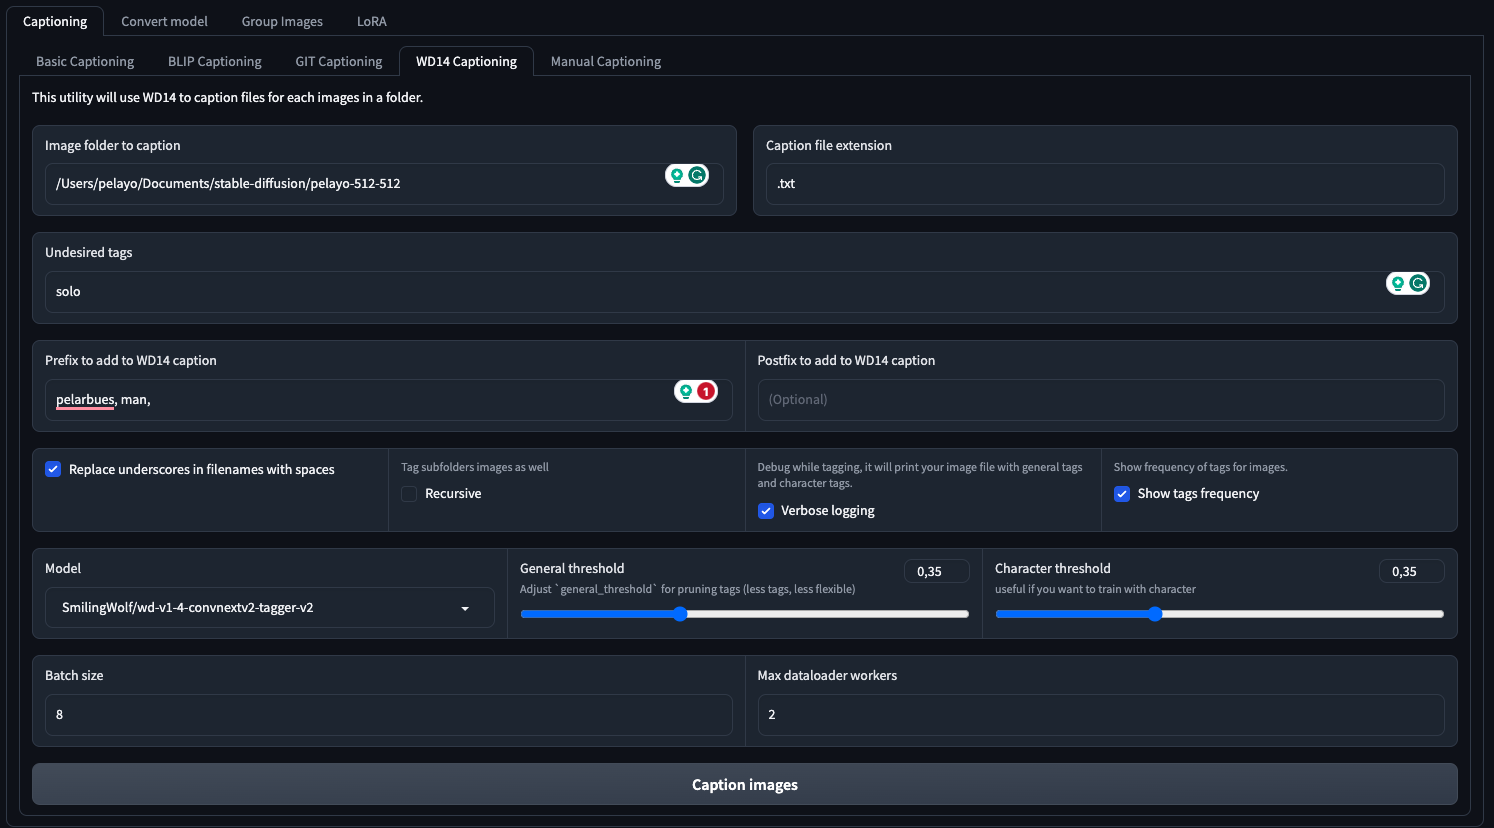 Captioning
Convert model
Group Images
LoRA
Basic Captioning
BLIP Captioning
GIT Captioning
WD14 Captioning
Manual Captioning
This utility will use WD14 to caption files for each images in a folder.
Image folder to caption
/Users/pelayo/Documents/stable-diffusion/pelayo-512-512
Caption file extension
.txt
Undesired tags
solo
Prefix to add to WD14 caption
pelarbues, man,
1
Postfix to add to WD14 caption
(Optional)
Replace underscores in filenames with spaces
Tag subfolders images as well
Recursive
Debug while tagging, it will print your image file with general tags
and character tags.
Verbose logging
Show frequency of tags for images.
Show tags frequency
Model
SmilingWolf/wd-v1-4-convnextv2-tagger-v2
General threshold
0,35
Adjust `general_threshold` for pruning tags (less tags, less flexible)
Character threshold
0,35
useful if you want to train with character
Batch size
8
Max dataloader workers
2
Caption images